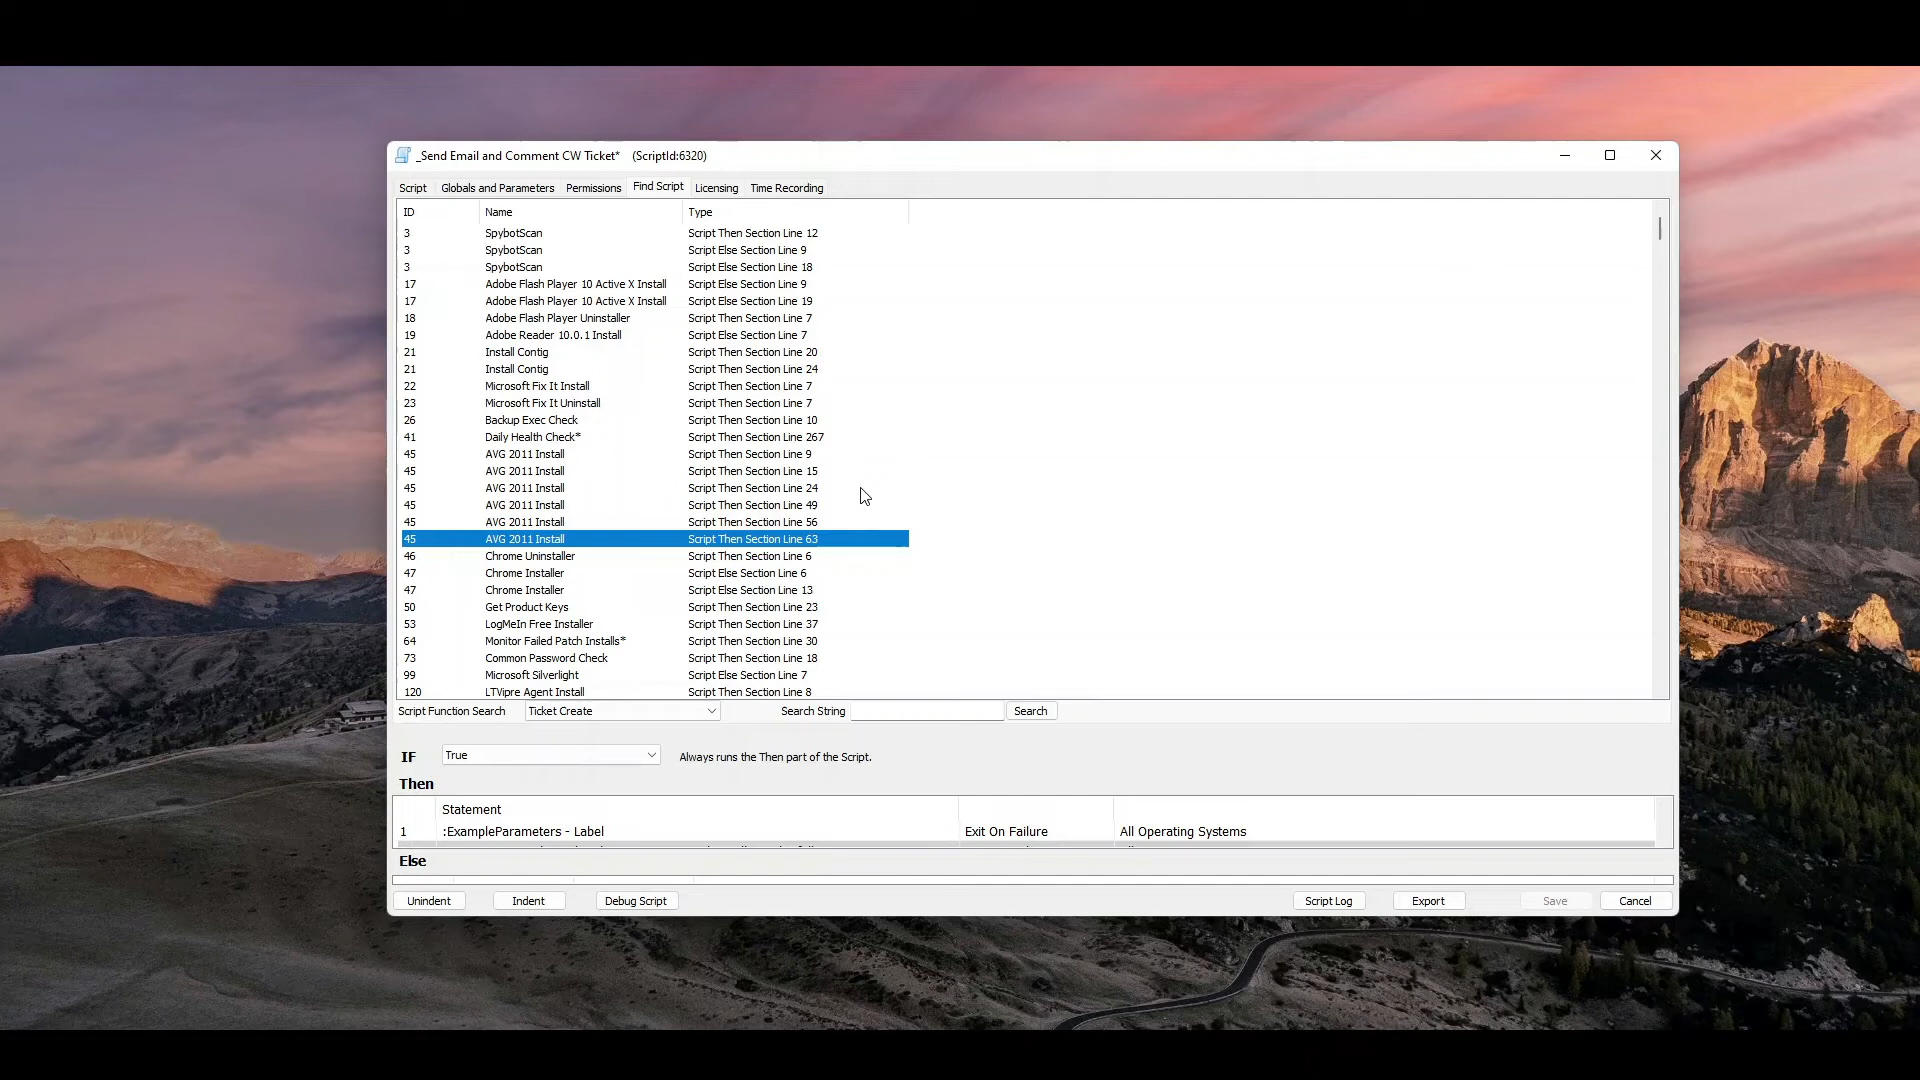 _Send Email and Comment CW Ticket* (ScriptId:6320)
Script Globals and Parameters Permissions Find Script Licensing Time Recording
ID Name Type
3 SpybotScan Script Then Section Line 12
3 SpybotScan Script Else Section Line 9
3 SpybotScan Script Else Section Line 18
17 Adobe Flash Player 10 Active X Install Script Else Section Line 9
17 Adobe Flash Player 10 Active X Install Script Else Section Line 19
18 Adobe Flash Player Uninstaller Script Then Section Line 7
19 Adobe Reader 10.0.1 Install Script Else Section Line 7
21 Install Contig Script Then Section Line 20
21 Install Contig Script Then Section Line 24
22 Microsoft Fix It Install Script Then Section Line 7
23 Microsoft Fix It Uninstall Script Then Section Line 7
26 Backup Exec Check Script Then Section Line 10
41 Daily Health Check* Script Then Section Line 267
45 AVG 2011 Install Script Then Section Line 9
45 AVG 2011 Install Script Then Section Line 15
45 AVG 2011 Install Script Then Section Line 24
45 AVG 2011 Install Script Then Section Line 49
45 AVG 2011 Install Script Then Section Line 56
45 AVG 2011 Install Script Then Section Line 63
46 Chrome Uninstaller Script Then Section Line 6
47 Chrome Installer Script Else Section Line 6
47 Chrome Installer Script Else Section Line 13
50 Get Product Keys Script Then Section Line 23
53 LogMeIn Free Installer Script Then Section Line 37
64 Monitor Failed Patch Installs* Script Then Section Line 30
73 Common Password Check Script Then Section Line 18
99 Microsoft Silverlight Script Else Section Line 7
120 LTVipre Agent Install Script Then Section Line 8
Script Function Search Ticket Create Search String Search
IF True Always runs the Then part of the Script.
Then
Statement
1 :ExampleParameters - Label Exit On Failure All Operating Systems
Else
Unindent Indent Debug Script Script Log Export Save Cancel